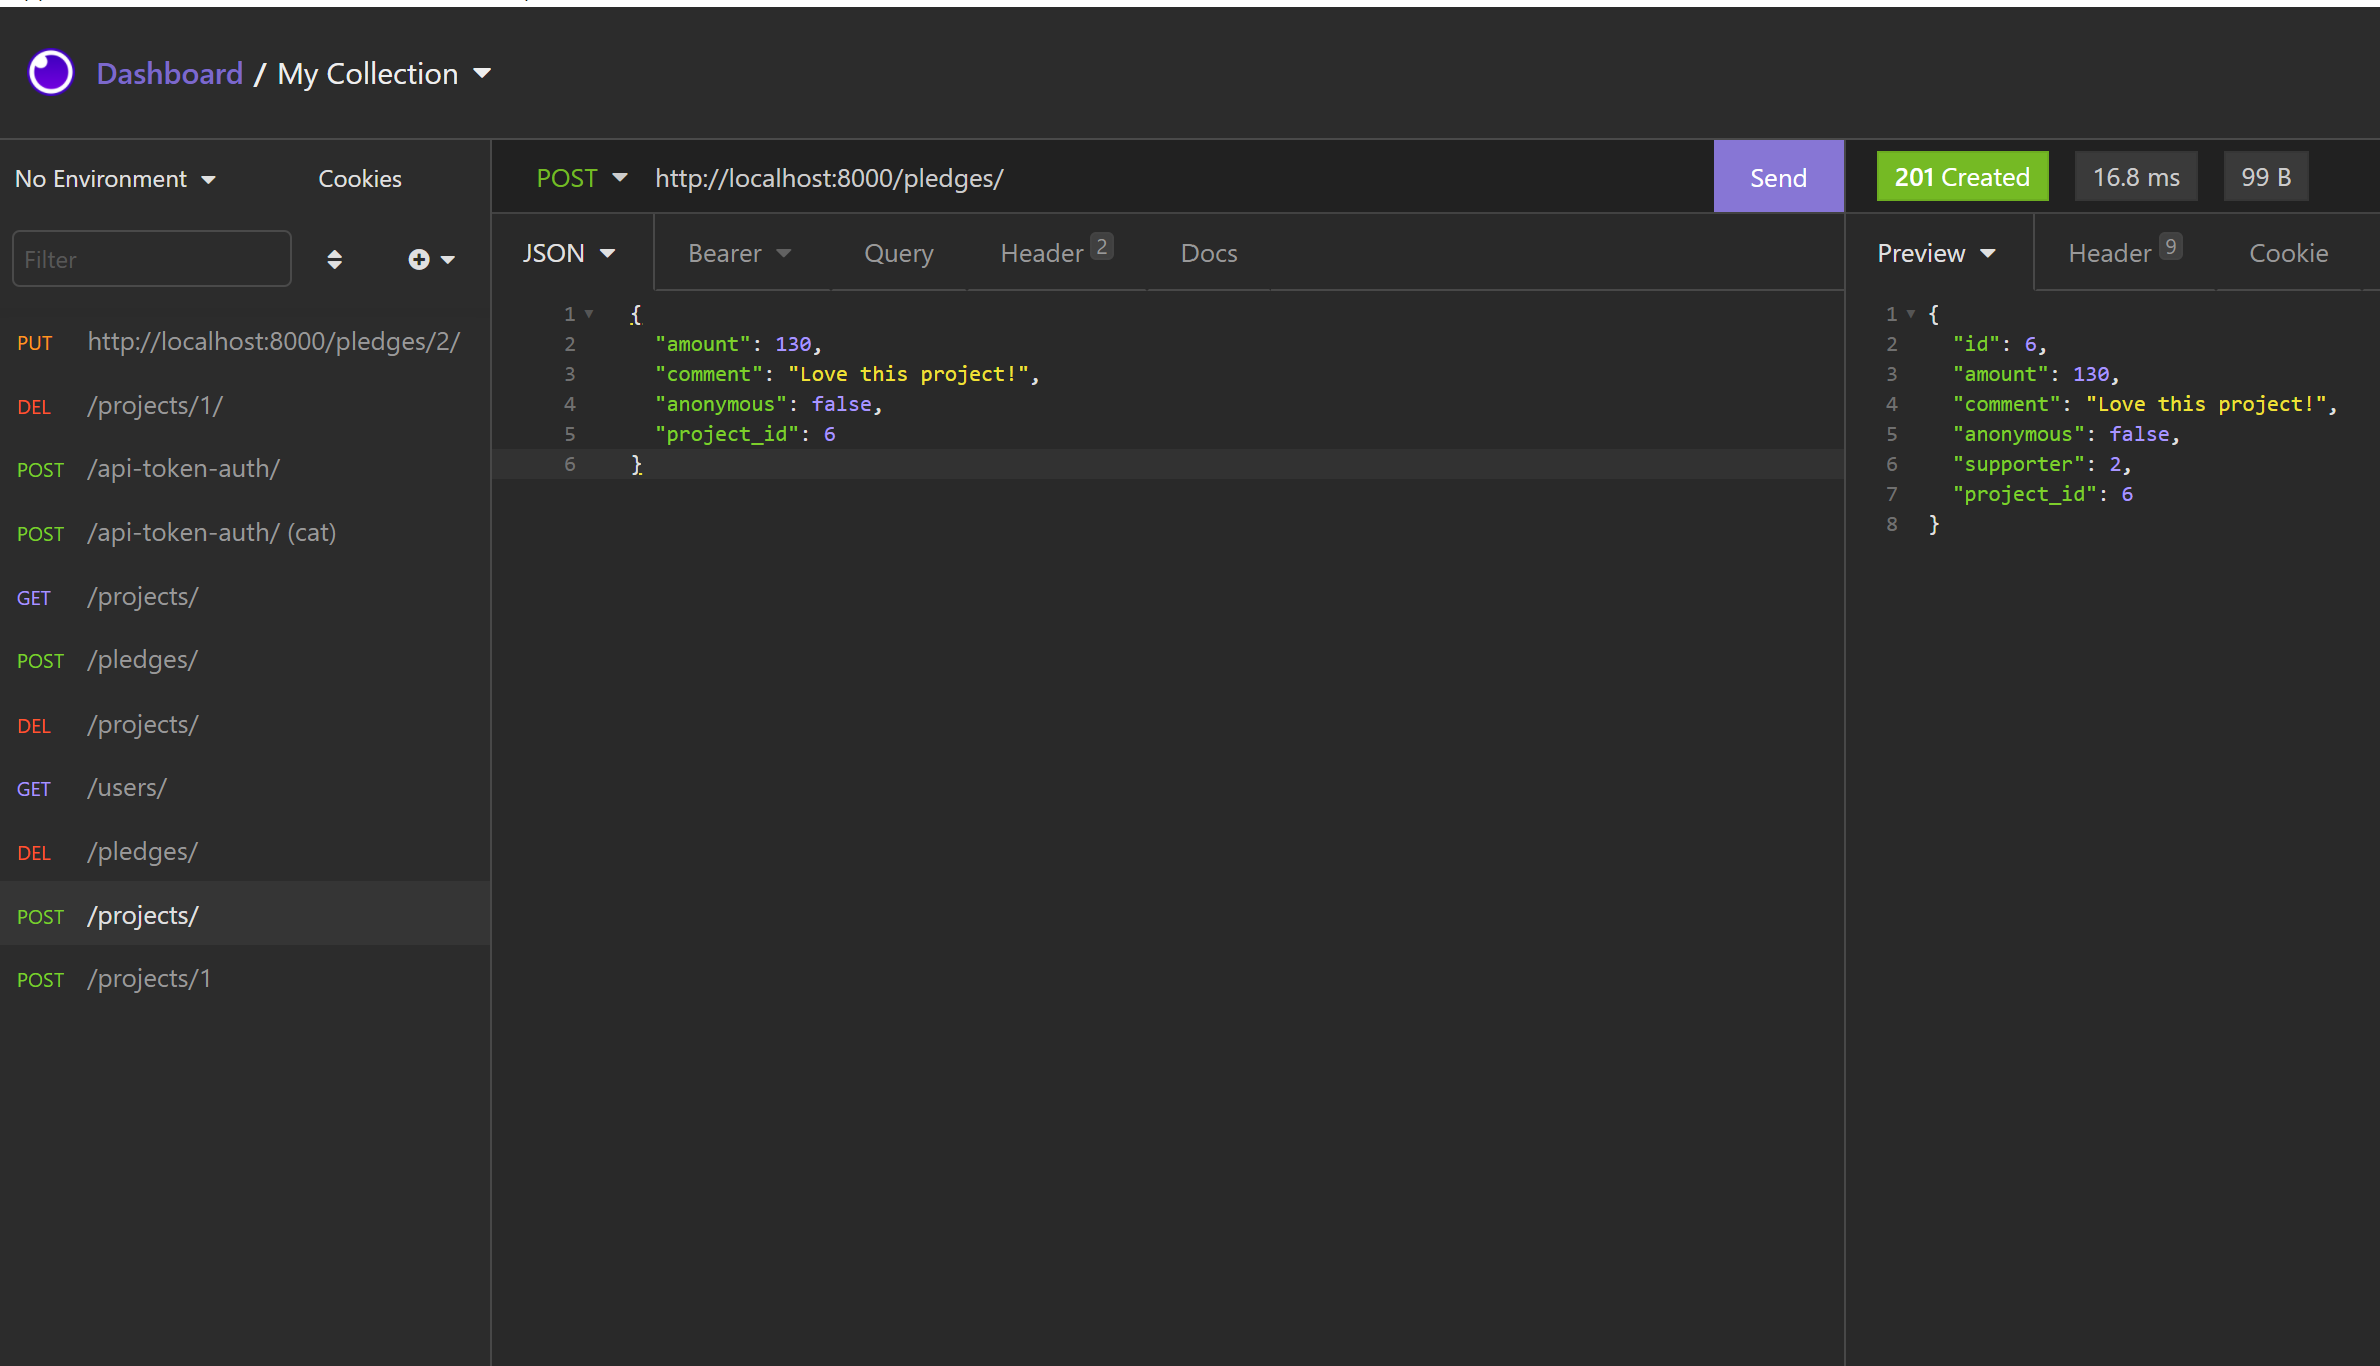 Dashboard / My Collection
No Environment Cookies
Filter
PUT http://localhost:8000/pledges/2/
DEL /projects/1/
POST /api-token-auth/
POST /api-token-auth/ (cat)
GET /projects/
POST /pledges/
DEL /projects/
GET /users/
DEL /pledges/
POST /projects/
POST /projects/1
POST http://localhost:8000/pledges/ Send
JSON Bearer Query Header 2 Docs
1 {
2 "amount": 130,
3 "comment": "Love this project!",
4 "anonymous": false,
5 "project_id": 6
6 }
201 Created 16.8 ms 99 B
Preview Header 9 Cookie
1 {
2 "id": 6,
3 "amount": 130,
4 "comment": "Love this project!",
5 "anonymous": false,
6 "supporter": 2,
7 "project_id": 6
8 }